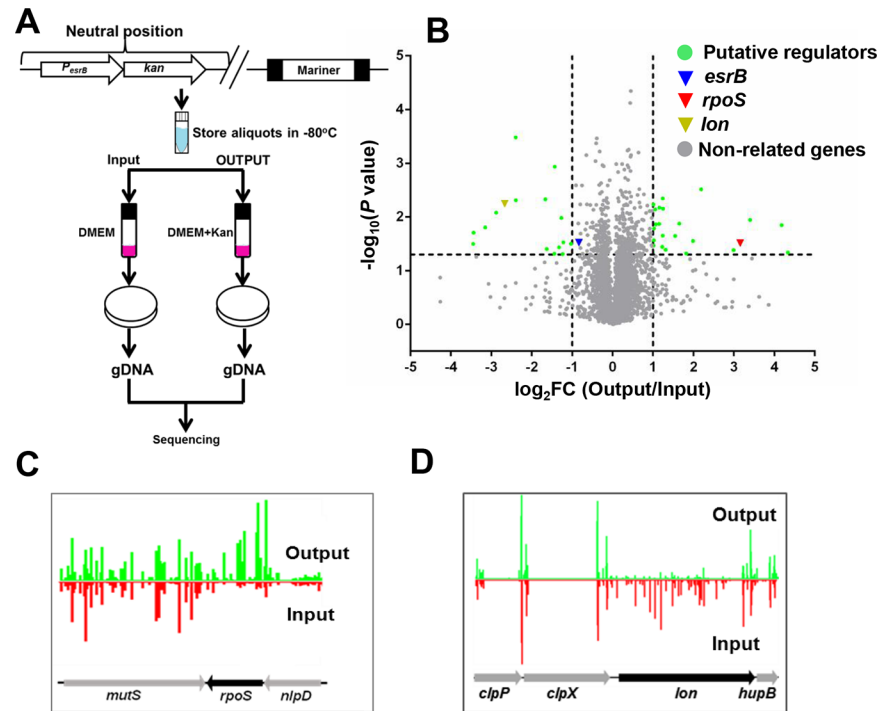 A
Neutral position
P_esrB
kan
Mariner
Store aliquots in -80°C
Input
OUTPUT
DMEM
DMEM+Kan
gDNA
gDNA
Sequencing
B
5
4
3
2
1
0
-log₁₀(P value)
-5
-4
-3
-2
-1
0
1
2
3
4
5
log₂FC (Output/Input)
Putative regulators
esrB
rpoS
lon
Non-related genes
C
Output
Input
mutS
rpoS
nlpD
D
Output
Input
clpP
clpX
lon
hupB